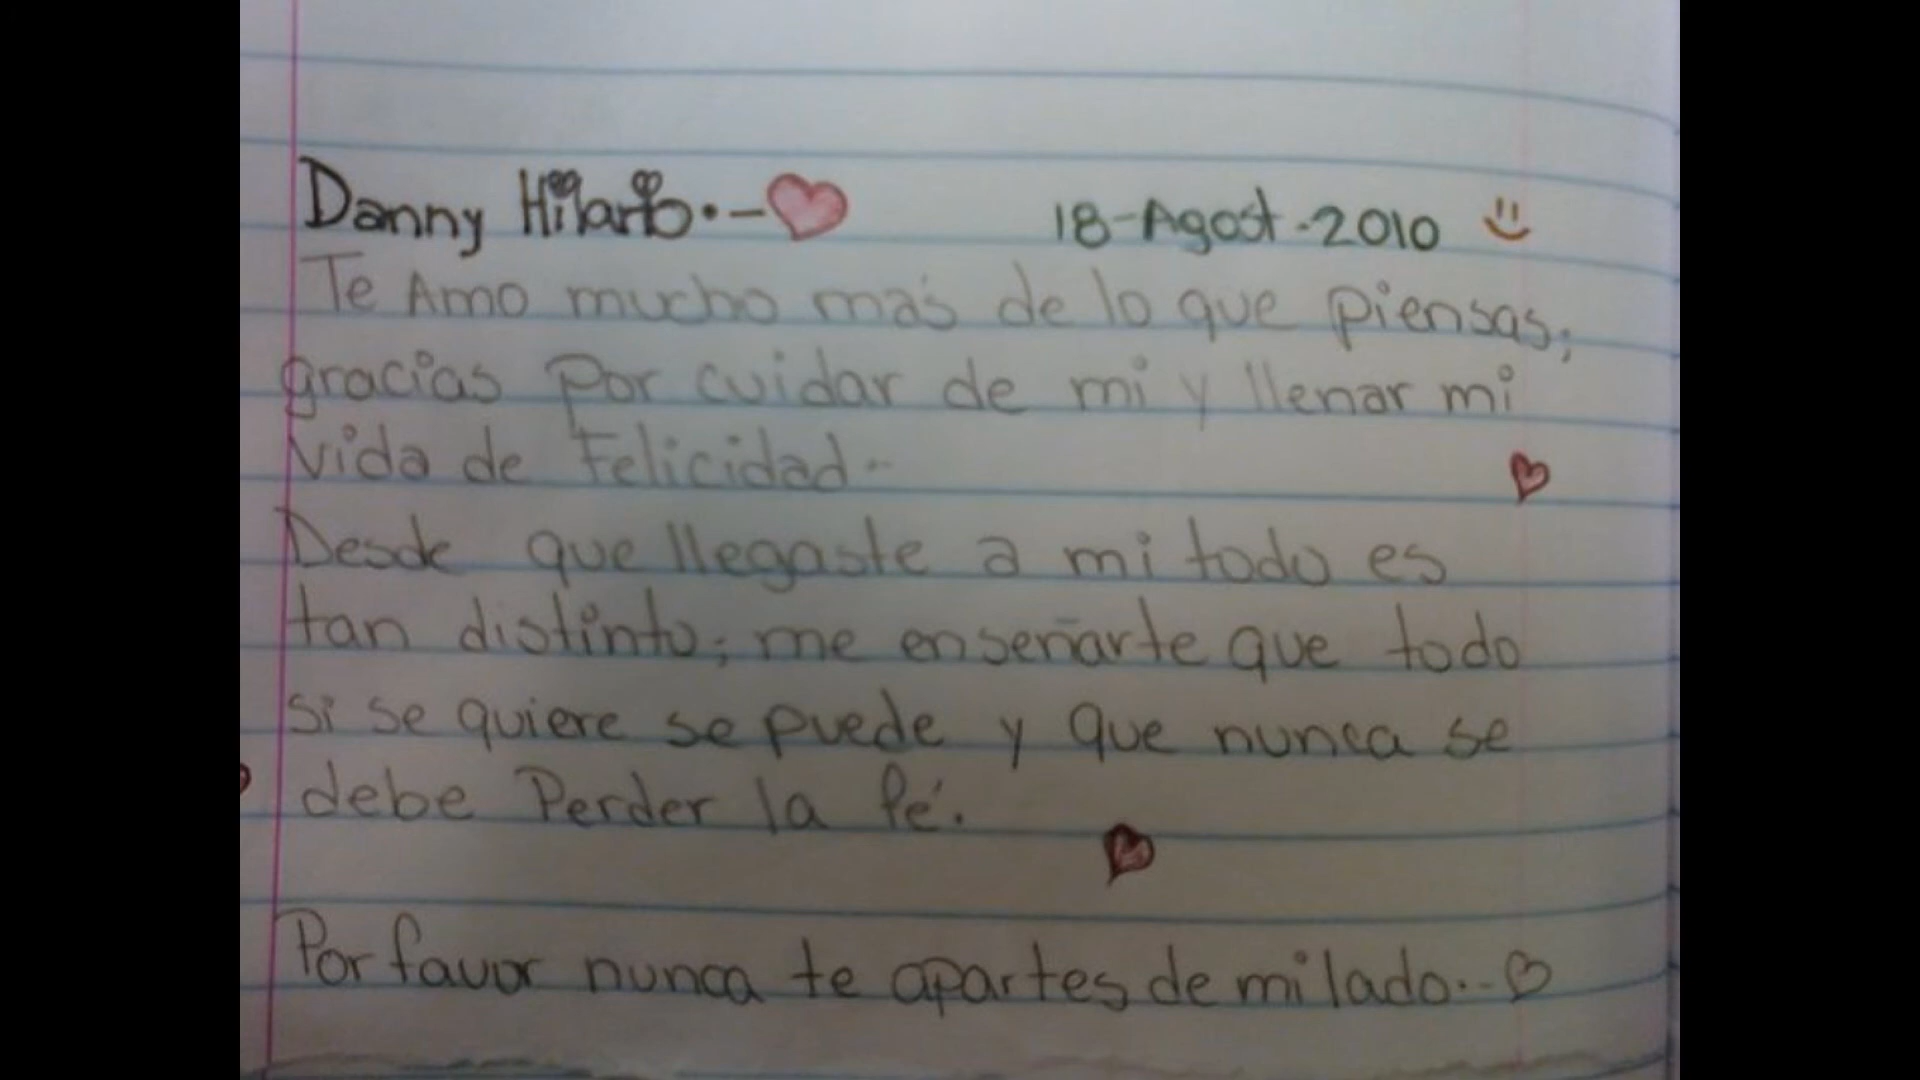 Danny Hilario.-
18-Agost.-2010
Te Amo mucho más de lo que piensas;
gracias por cuidar de mi y llenar mi
vida de Felicidad.-
Desde que llegaste a mi todo es
tan distinto; me enseñarte que todo
si se quiere se puede y que nunca se
debe Perder la fé.
Por favor nunca te apartes de mi lado..-